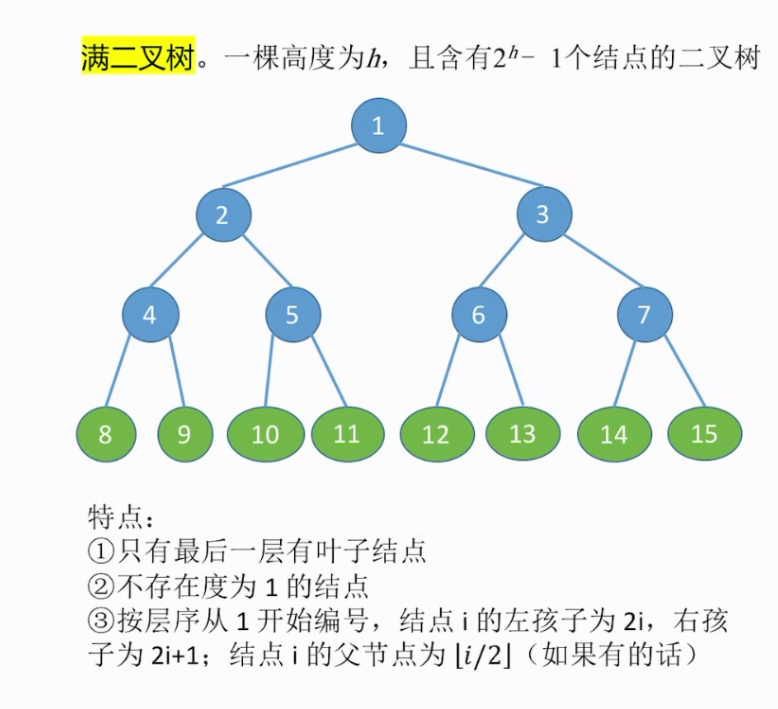 满二叉树。一棵高度为h，且含有2ʰ− 1个结点的二叉树
1
2 3
4 5 6 7
8 9 10 11 12 13 14 15
特点：
①只有最后一层有叶子结点
②不存在度为 1 的结点
③按层序从 1 开始编号，结点 i 的左孩子为 2i，右孩
子为 2i+1；结点 i 的父节点为 ⌊i/2⌋（如果有的话）